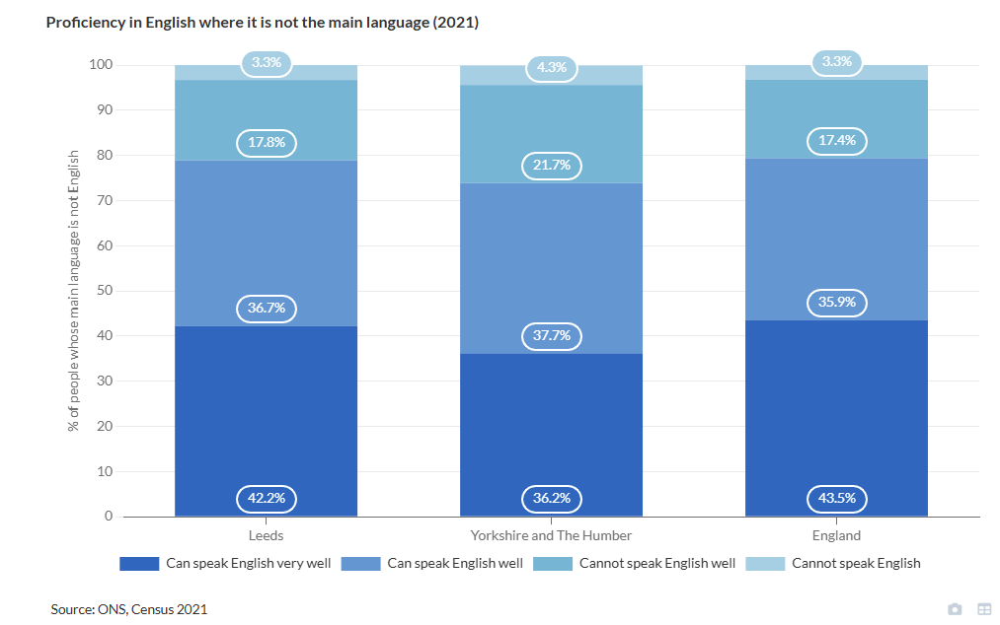 Proficiency in English where it is not the main language (2021)
% of people whose main language is not English
100
90
80
70
60
50
40
30
20
10
0
3.3%
4.3%
3.3%
17.8%
21.7%
17.4%
36.7%
37.7%
35.9%
42.2%
36.2%
43.5%
Leeds
Yorkshire and The Humber
England
Can speak English very well
Can speak English well
Cannot speak English well
Cannot speak English
Source: ONS, Census 2021